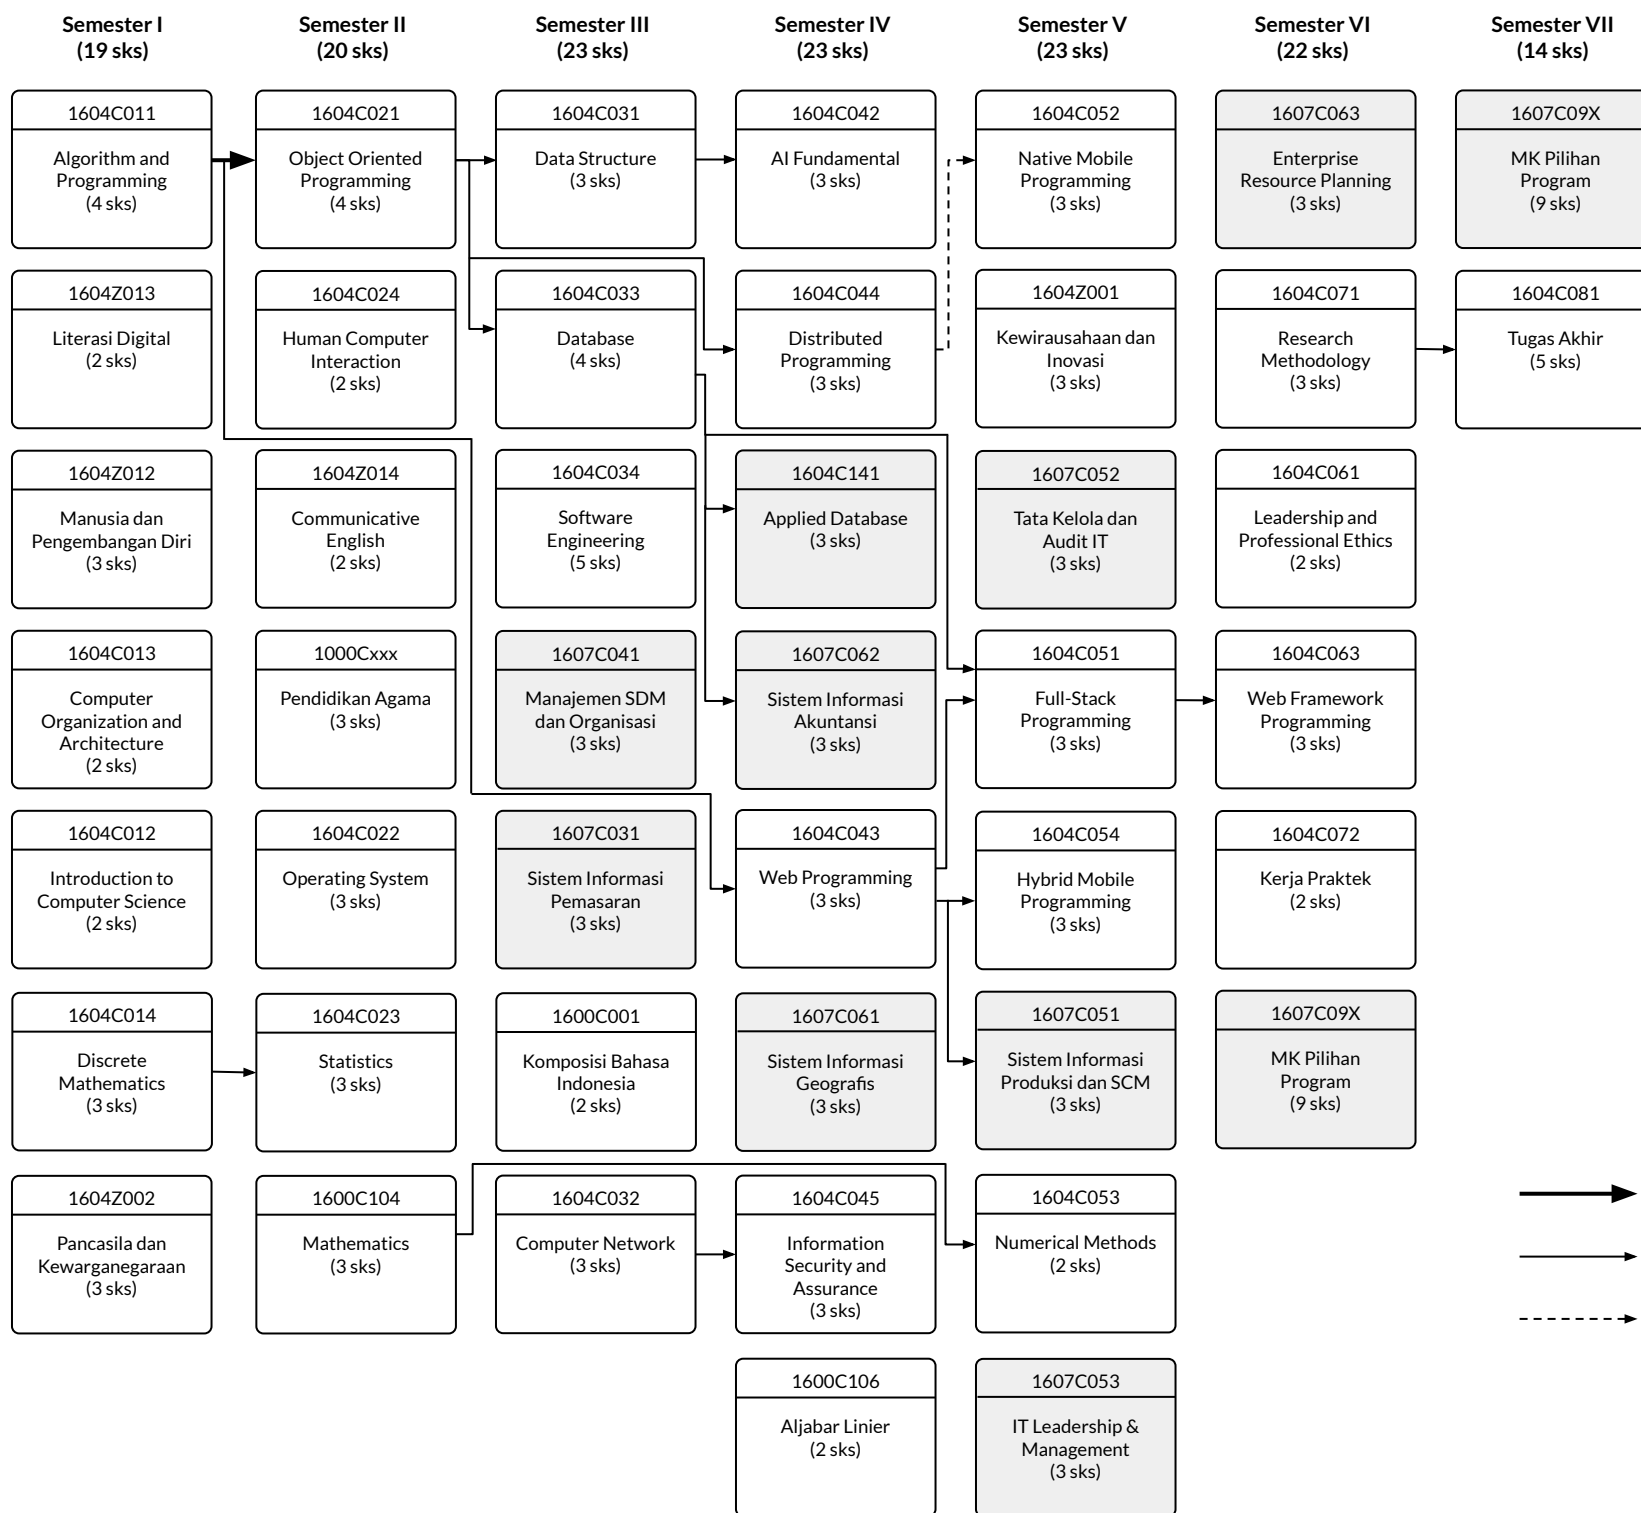 Semester I
(19 sks)
Semester II
(20 sks)
Semester III
(23 sks)
Semester IV
(23 sks)
Semester V
(23 sks)
Semester VI
(22 sks)
Semester VII
(14 sks)
1604C011
Algorithm and
Programming
(4 sks)
1604C021
Object Oriented
Programming
(4 sks)
1604C031
Data Structure
(3 sks)
1604C042
AI Fundamental
(3 sks)
1604C052
Native Mobile
Programming
(3 sks)
1607C063
Enterprise
Resource Planning
(3 sks)
1607C09X
MK Pilihan
Program
(9 sks)
1604Z013
Literasi Digital
(2 sks)
1604C024
Human Computer
Interaction
(2 sks)
1604C033
Database
(4 sks)
1604C044
Distributed
Programming
(3 sks)
1604Z001
Kewirausahaan dan
Inovasi
(3 sks)
1604C071
Research
Methodology
(3 sks)
1604C081
Tugas Akhir
(5 sks)
1604Z012
Manusia dan
Pengembangan Diri
(3 sks)
1604Z014
Communicative
English
(2 sks)
1604C034
Software
Engineering
(5 sks)
1604C141
Applied Database
(3 sks)
1607C052
Tata Kelola dan
Audit IT
(3 sks)
1604C061
Leadership and
Professional Ethics
(2 sks)
1604C013
Computer
Organization and
Architecture
(2 sks)
1000Cxxx
Pendidikan Agama
(3 sks)
1607C041
Manajemen SDM
dan Organisasi
(3 sks)
1607C062
Sistem Informasi
Akuntansi
(3 sks)
1604C051
Full-Stack
Programming
(3 sks)
1604C063
Web Framework
Programming
(3 sks)
1604C012
Introduction to
Computer Science
(2 sks)
1604C022
Operating System
(3 sks)
1607C031
Sistem Informasi
Pemasaran
(3 sks)
1604C043
Web Programming
(3 sks)
1604C054
Hybrid Mobile
Programming
(3 sks)
1604C072
Kerja Praktek
(2 sks)
1604C014
Discrete
Mathematics
(3 sks)
1604C023
Statistics
(3 sks)
1600C001
Komposisi Bahasa
Indonesia
(2 sks)
1607C061
Sistem Informasi
Geografis
(3 sks)
1607C051
Sistem Informasi
Produksi dan SCM
(3 sks)
1607C09X
MK Pilihan
Program
(9 sks)
1604Z002
Pancasila dan
Kewarganegaraan
(3 sks)
1600C104
Mathematics
(3 sks)
1604C032
Computer Network
(3 sks)
1604C045
Information
Security and
Assurance
(3 sks)
1604C053
Numerical Methods
(2 sks)
1600C106
Aljabar Linier
(2 sks)
1607C053
IT Leadership &
Management
(3 sks)